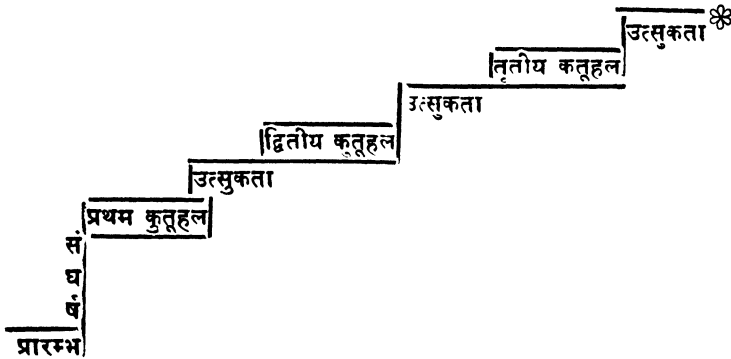 उत्सुकता
तृतीय कतूहल
उत्सुकता
द्वितीय कुतूहल
उत्सुकता
प्रथम कुतूहल
सं
घ
र्ष
प्रारम्भ